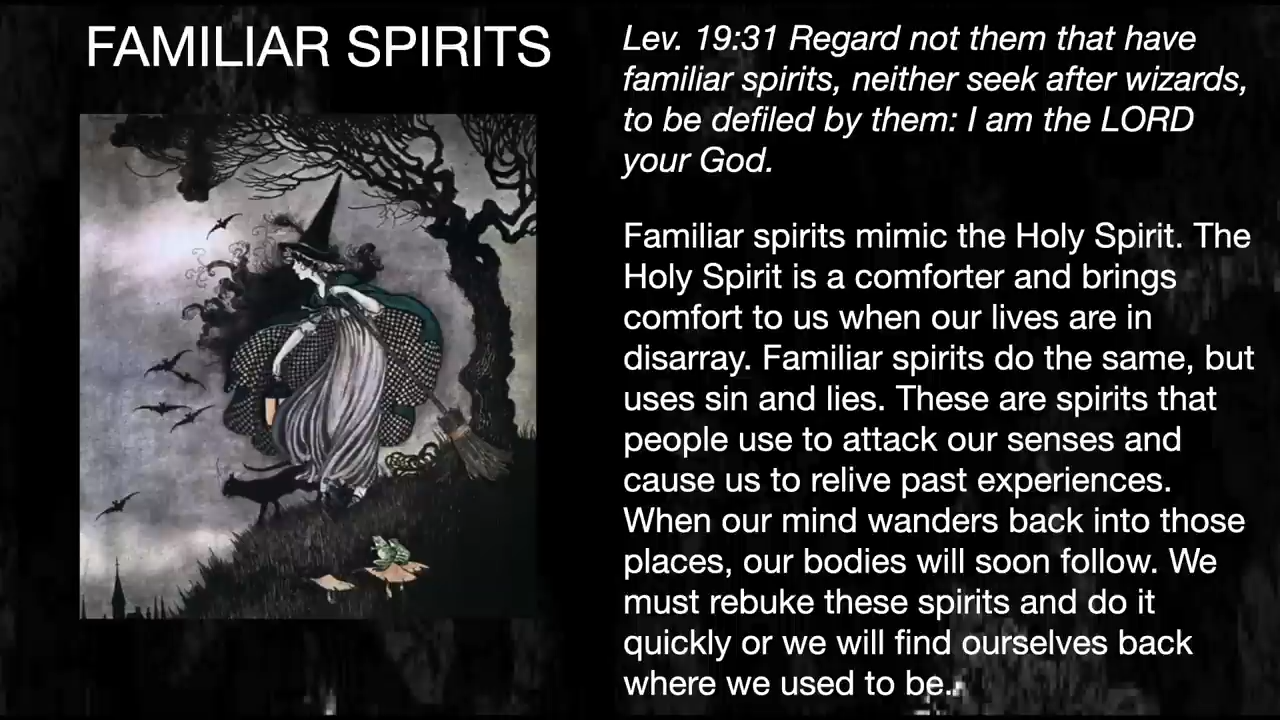 FAMILIAR SPIRITS
Lev. 19:31 Regard not them that have
familiar spirits, neither seek after wizards,
to be defiled by them: I am the LORD
your God.
Familiar spirits mimic the Holy Spirit. The
Holy Spirit is a comforter and brings
comfort to us when our lives are in
disarray. Familiar spirits do the same, but
uses sin and lies. These are spirits that
people use to attack our senses and
cause us to relive past experiences.
When our mind wanders back into those
places, our bodies will soon follow. We
must rebuke these spirits and do it
quickly or we will find ourselves back
where we used to be.